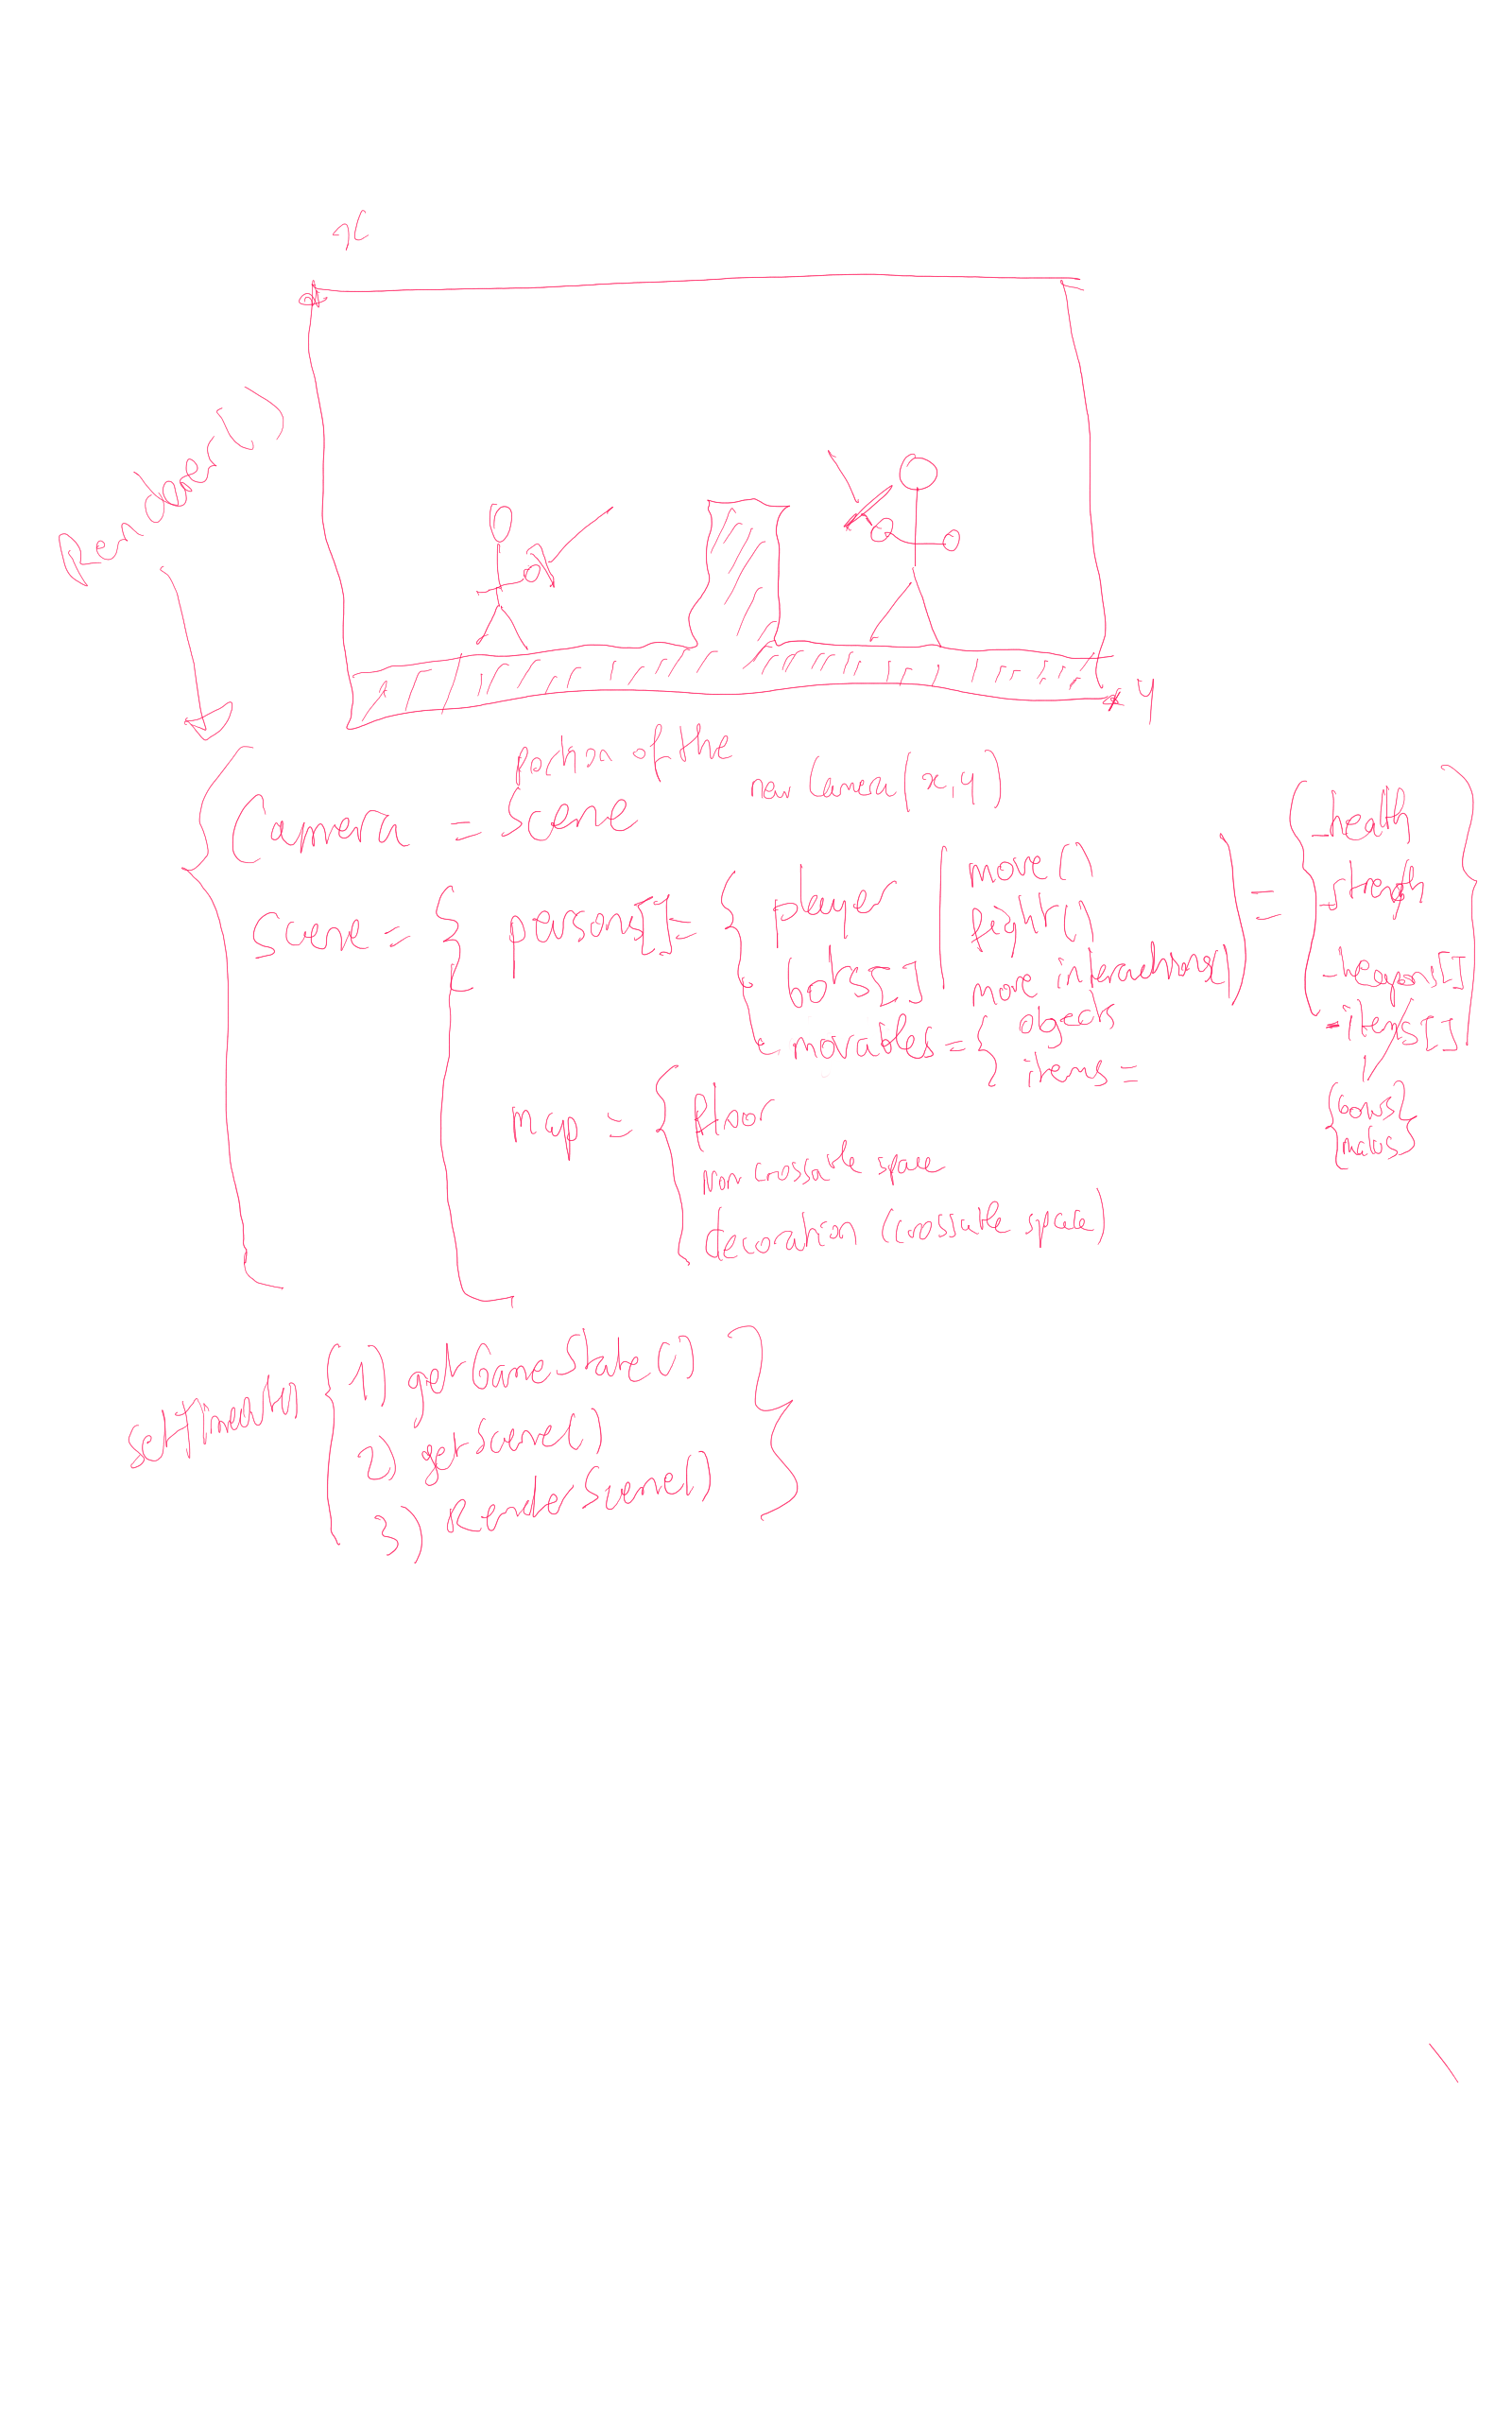 x
Renderer()
y
Camera = portion of the scene
new Camera(x,y)
scene = { persons[] = { player
bots[]
move()
fight()
more interactions()
= { - health
- strength
- weapons[]
- items[]
{ bonus }
{ malus }
movables = { objects
items =
map = { floor
non crossable space
decoration (crossable space)
{ 1) getGameState()
2) getScene()
3) RenderScene() }